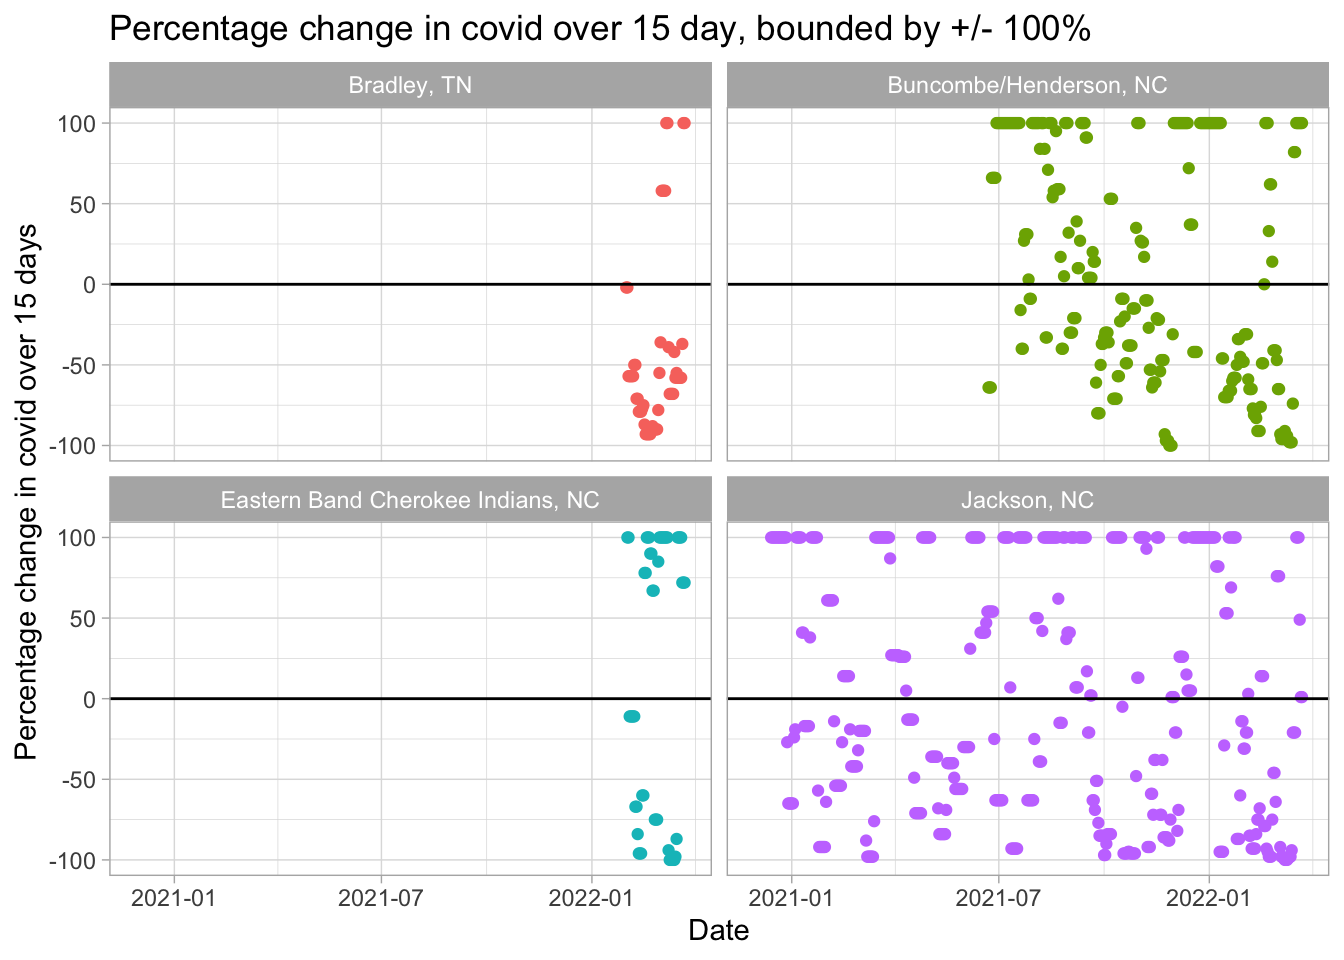 Percentage change in covid over 15 day, bounded by +/- 100%
Bradley, TN
Buncombe/Henderson, NC
100
50
0
-50
-100
Eastern Band Cherokee Indians, NC
Jackson, NC
100
50
0
-50
-100
2021-01
2021-07
2022-01
2021-01
2021-07
2022-01
Date
Percentage change in covid over 15 days